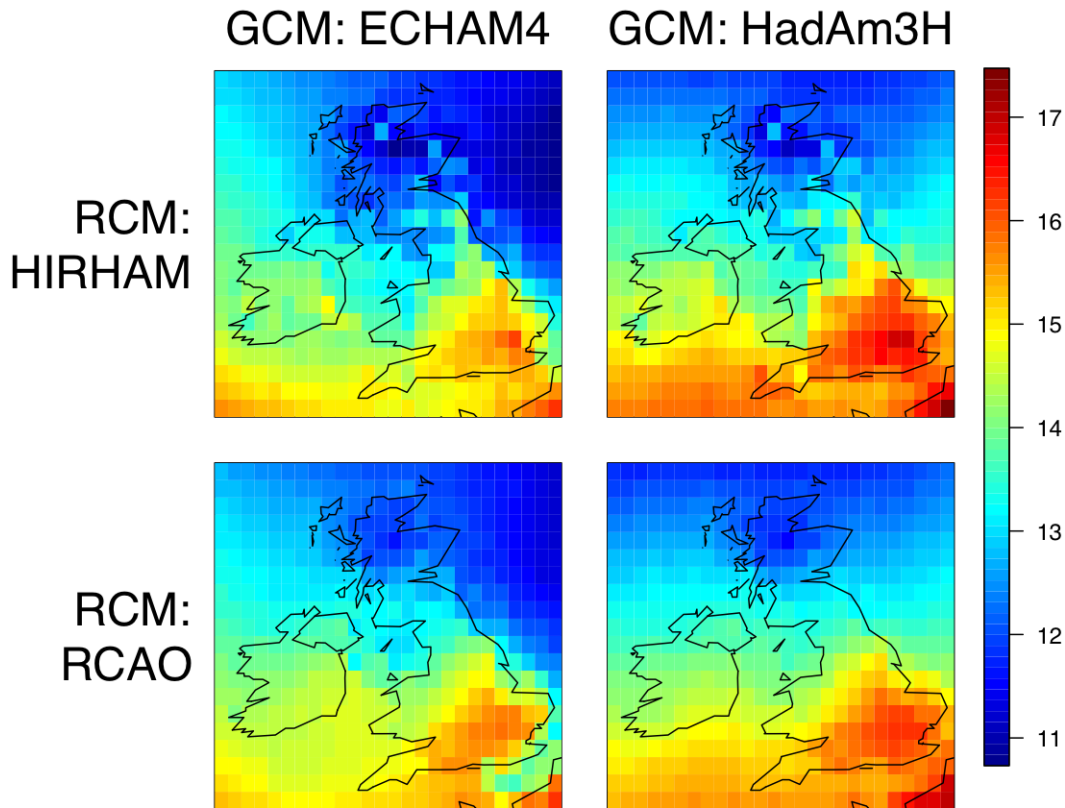 GCM: ECHAM4
GCM: HadAm3H
RCM:
HIRHAM
RCM:
RCAO
17
16
15
14
13
12
11